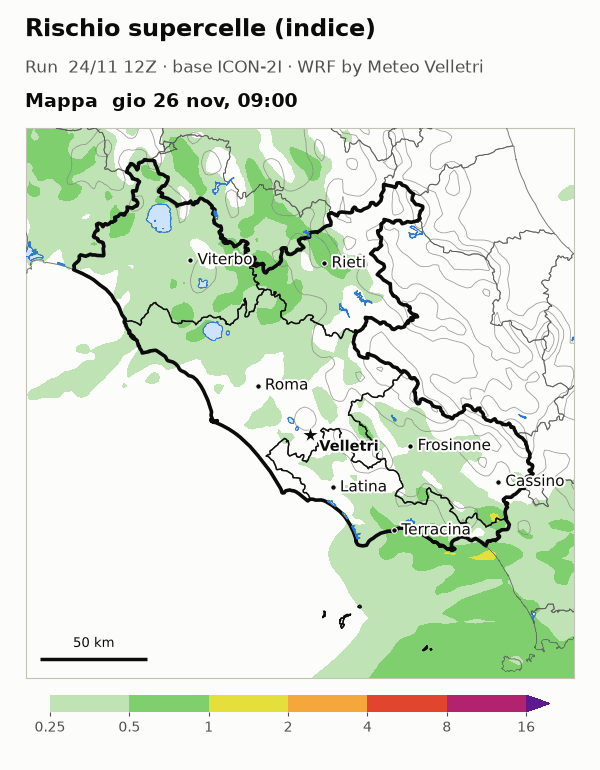 Rischio supercelle (indice)
Run  24/11 12Z · base ICON-2I · WRF by Meteo Velletri
Mappa  gio 26 nov, 09:00
Viterbo
Rieti
Roma
Velletri
Frosinone
Latina
Cassino
Terracina
50 km
0.25 0.5 1 2 4 8 16